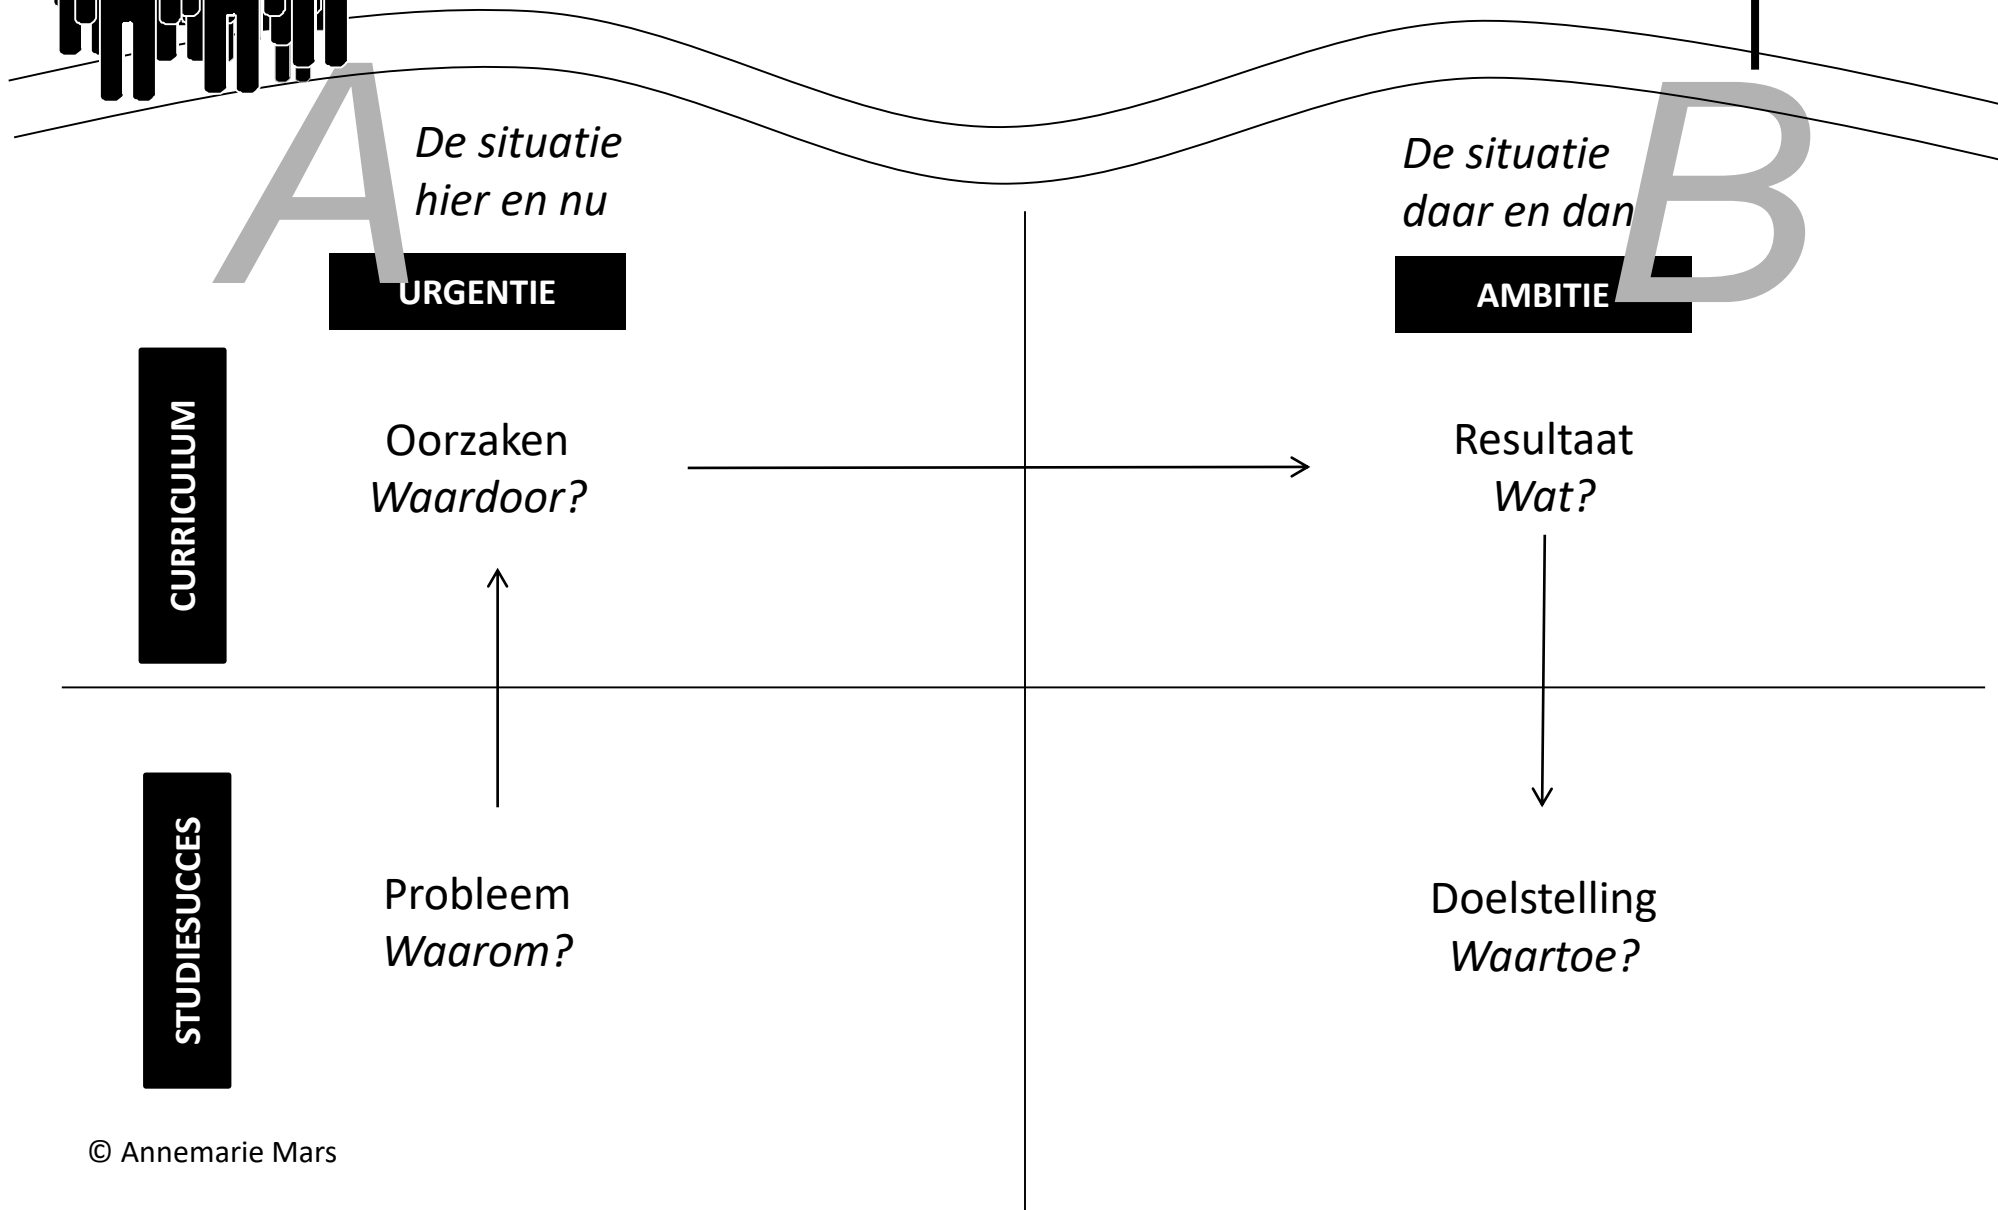 A
De situatie
hier en nu
De situatie
daar en dan
B
URGENTIE
AMBITIE
CURRICULUM
Oorzaken
Waardoor?
Resultaat
Wat?
STUDIESUCCES
Probleem
Waarom?
Doelstelling
Waartoe?
© Annemarie Mars